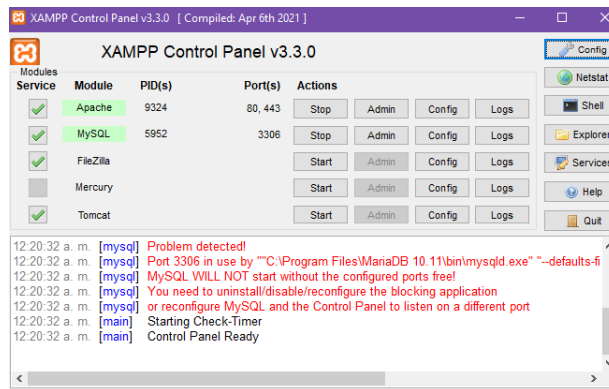 XAMPP Control Panel v3.3.0 [ Compiled: Apr 6th 2021 ]
XAMPP Control Panel v3.3.0
Config
Modules
Service Module PID(s) Port(s) Actions
Netstat
Apache 9324 80, 443 Stop Admin Config Logs
Shell
MySQL 5952 3306 Stop Admin Config Logs
Explorer
FileZilla Start Admin Config Logs
Services
Mercury Start Admin Config Logs
Help
Tomcat Start Admin Config Logs
Quit
12:20:32 a. m. [mysql] Problem detected!
12:20:32 a. m. [mysql] Port 3306 in use by ""C:\Program Files\MariaDB 10.11\bin\mysqld.exe" "--defaults-fi
12:20:32 a. m. [mysql] MySQL WILL NOT start without the configured ports free!
12:20:32 a. m. [mysql] You need to uninstall/disable/reconfigure the blocking application
12:20:32 a. m. [mysql] or reconfigure MySQL and the Control Panel to listen on a different port
12:20:32 a. m. [main] Starting Check-Timer
12:20:32 a. m. [main] Control Panel Ready